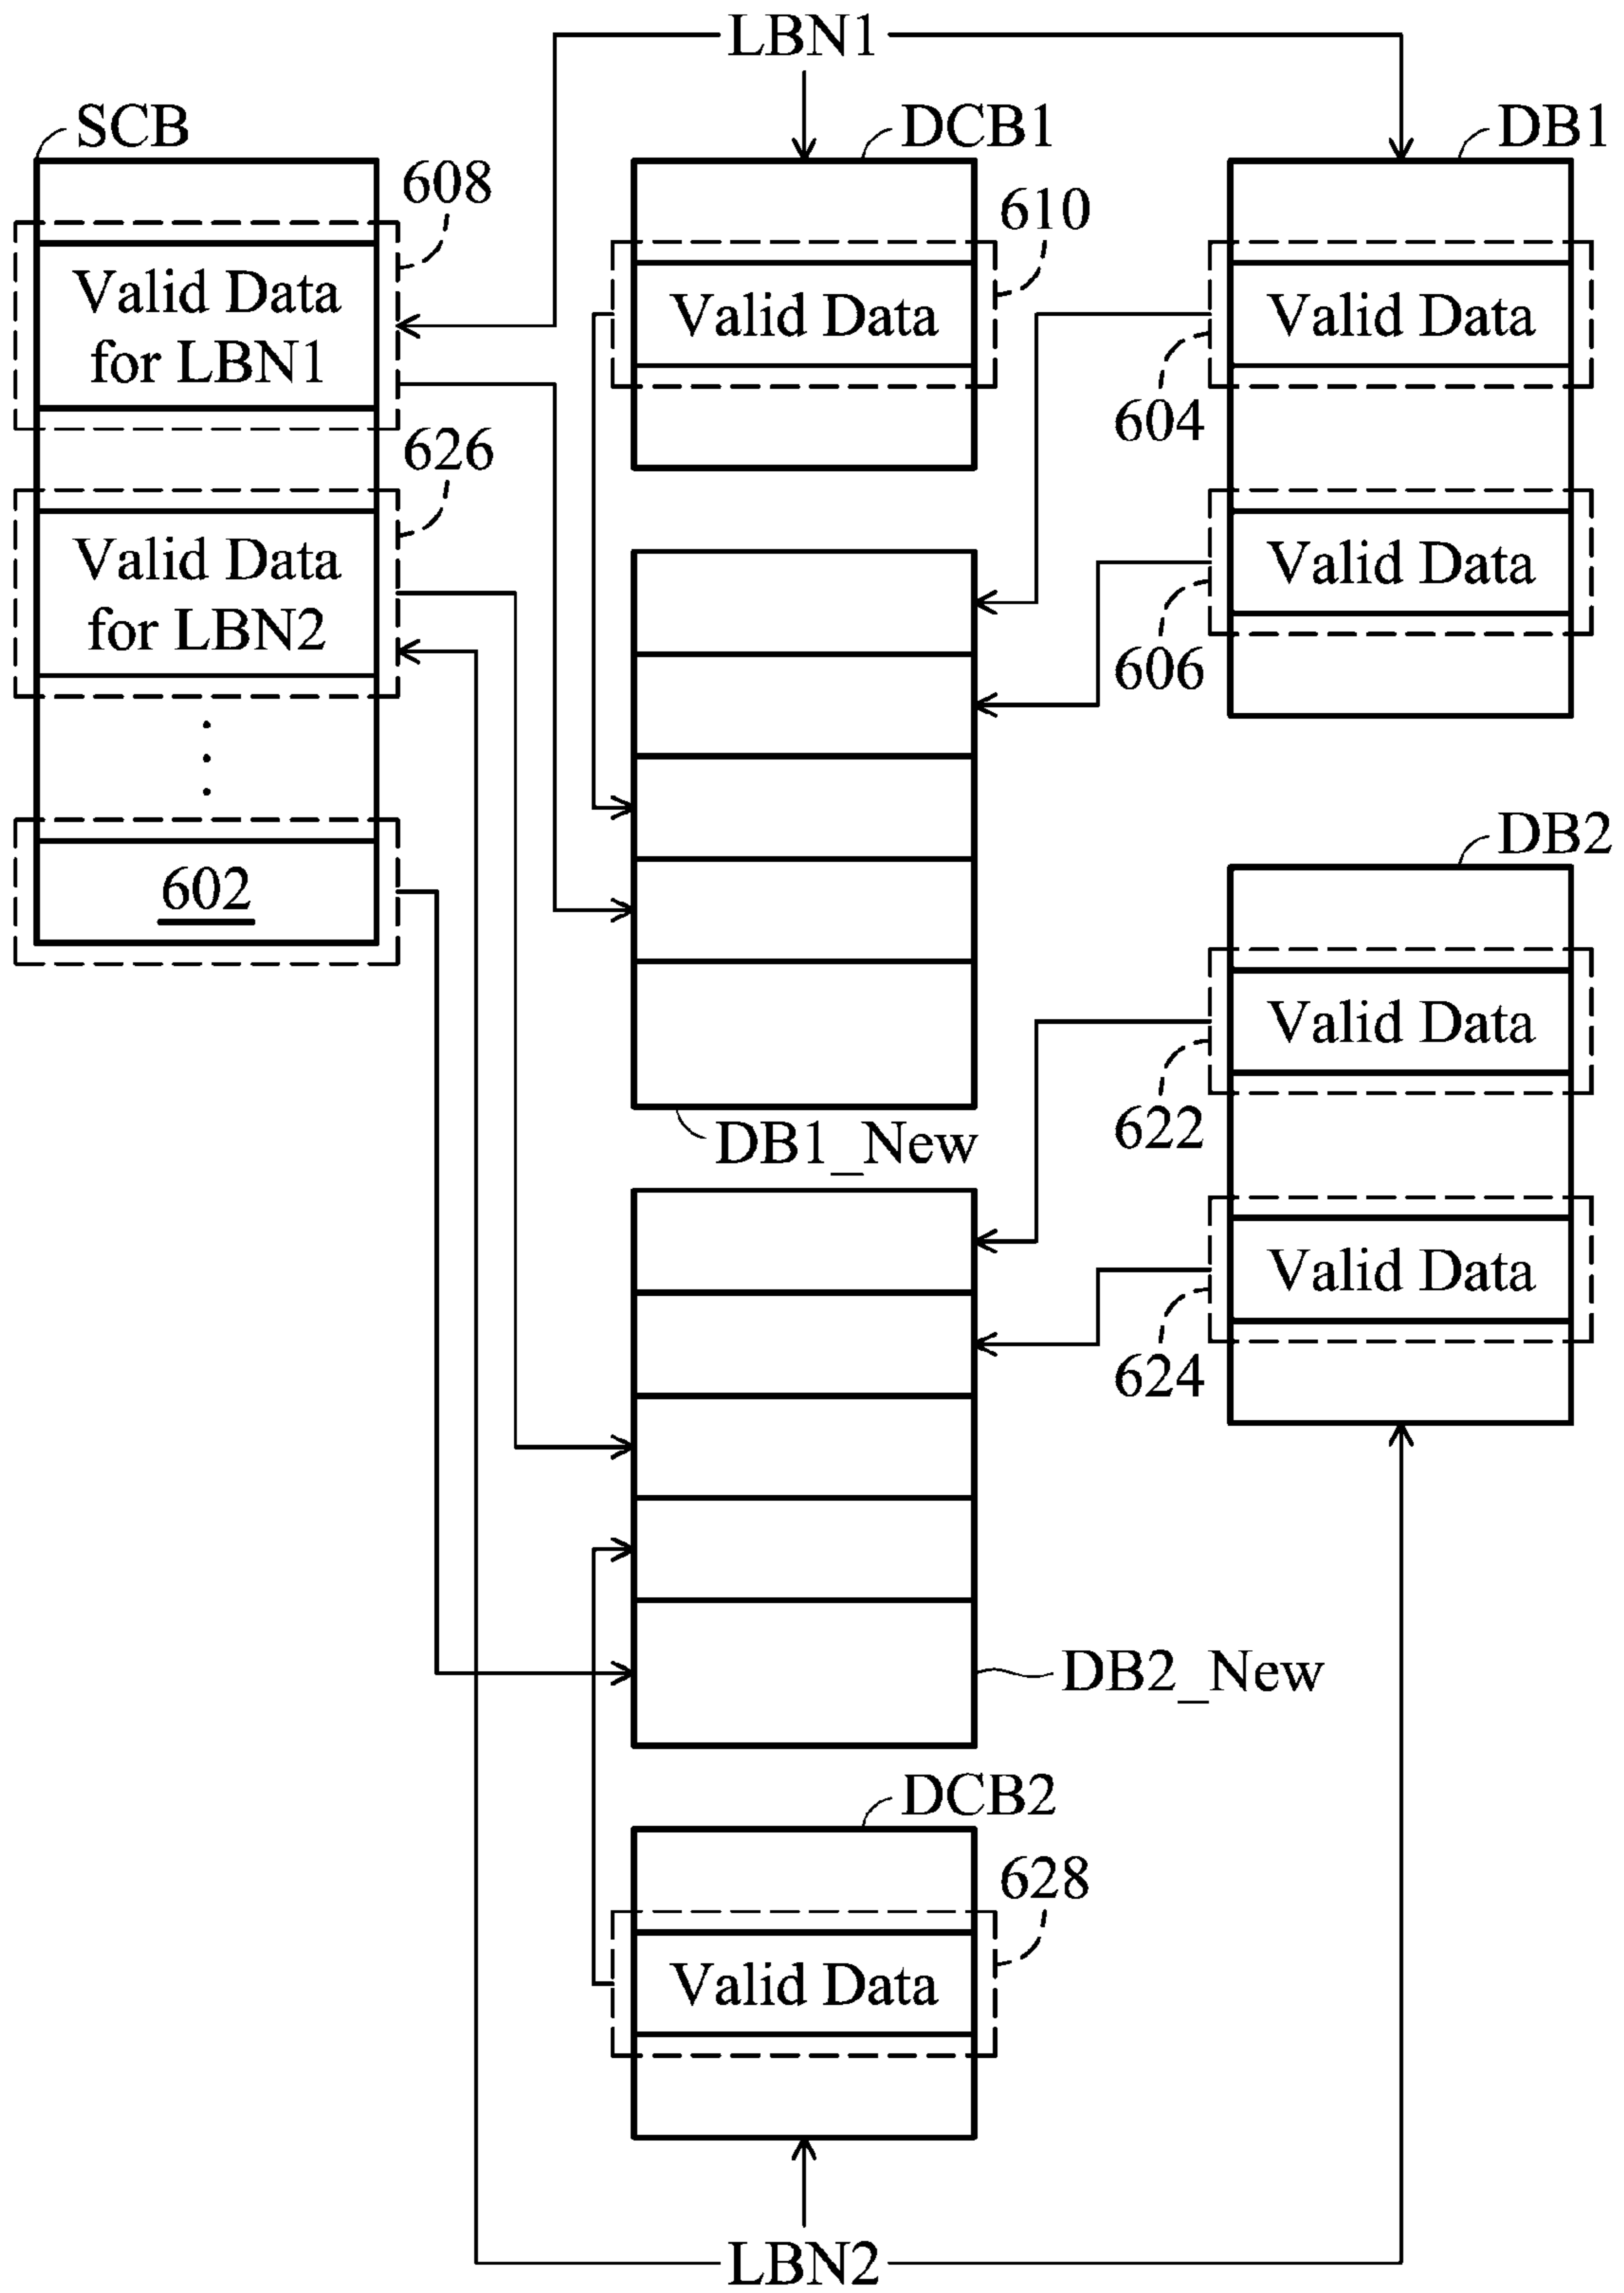 LBN1
SCB
DCB1
DB1
608
610
Valid Data
for LBN1
Valid Data
Valid Data
604
626
Valid Data
for LBN2
Valid Data
606
602
DB2
Valid Data
622
DB1_New
Valid Data
624
DB2_New
DCB2
628
Valid Data
LBN2